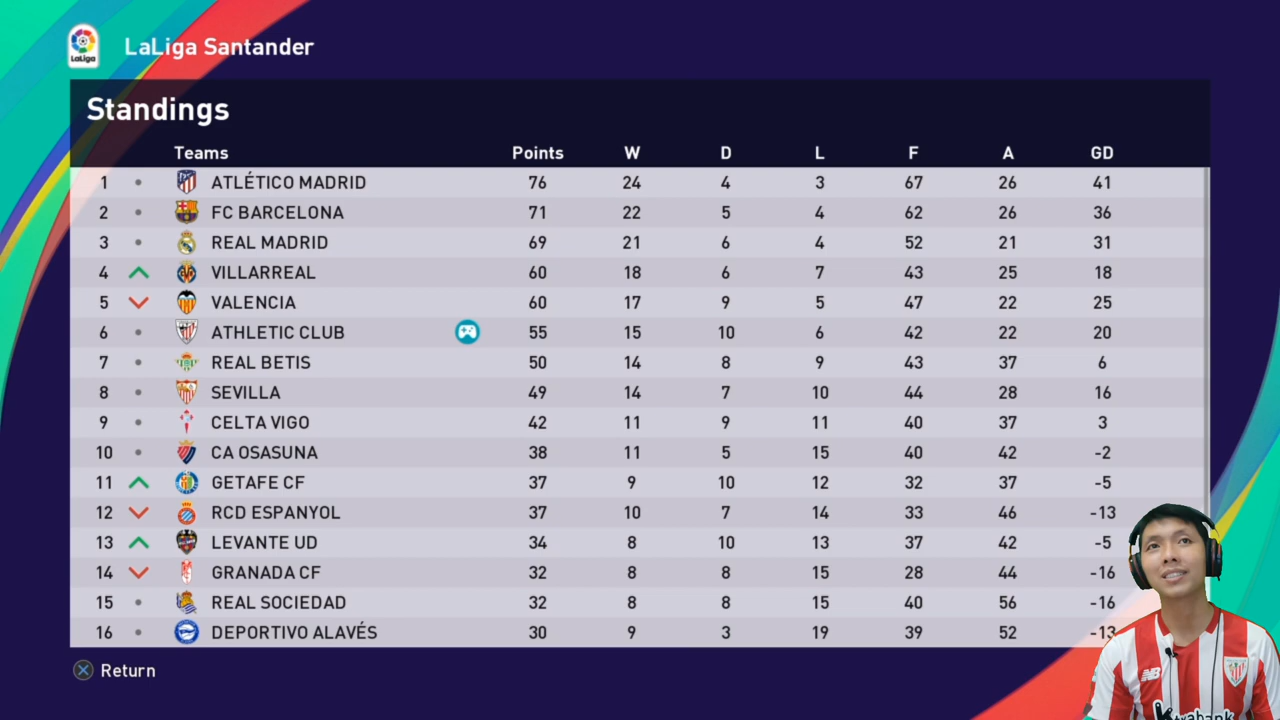 LaLiga
LaLiga Santander
Standings
Teams Points W D L F A GD
1 ATLÉTICO MADRID 76 24 4 3 67 26 41
2 FC BARCELONA 71 22 5 4 62 26 36
3 REAL MADRID 69 21 6 4 52 21 31
4 VILLARREAL 60 18 6 7 43 25 18
5 VALENCIA 60 17 9 5 47 22 25
6 ATHLETIC CLUB 55 15 10 6 42 22 20
7 REAL BETIS 50 14 8 9 43 37 6
8 SEVILLA 49 14 7 10 44 28 16
9 CELTA VIGO 42 11 9 11 40 37 3
10 CA OSASUNA 38 11 5 15 40 42 -2
11 GETAFE CF 37 9 10 12 32 37 -5
12 RCD ESPANYOL 37 10 7 14 33 46 -13
13 LEVANTE UD 34 8 10 13 37 42 -5
14 GRANADA CF 32 8 8 15 28 44 -16
15 REAL SOCIEDAD 32 8 8 15 40 56 -16
16 DEPORTIVO ALAVÉS 30 9 3 19 39 52 -13
Return
NB